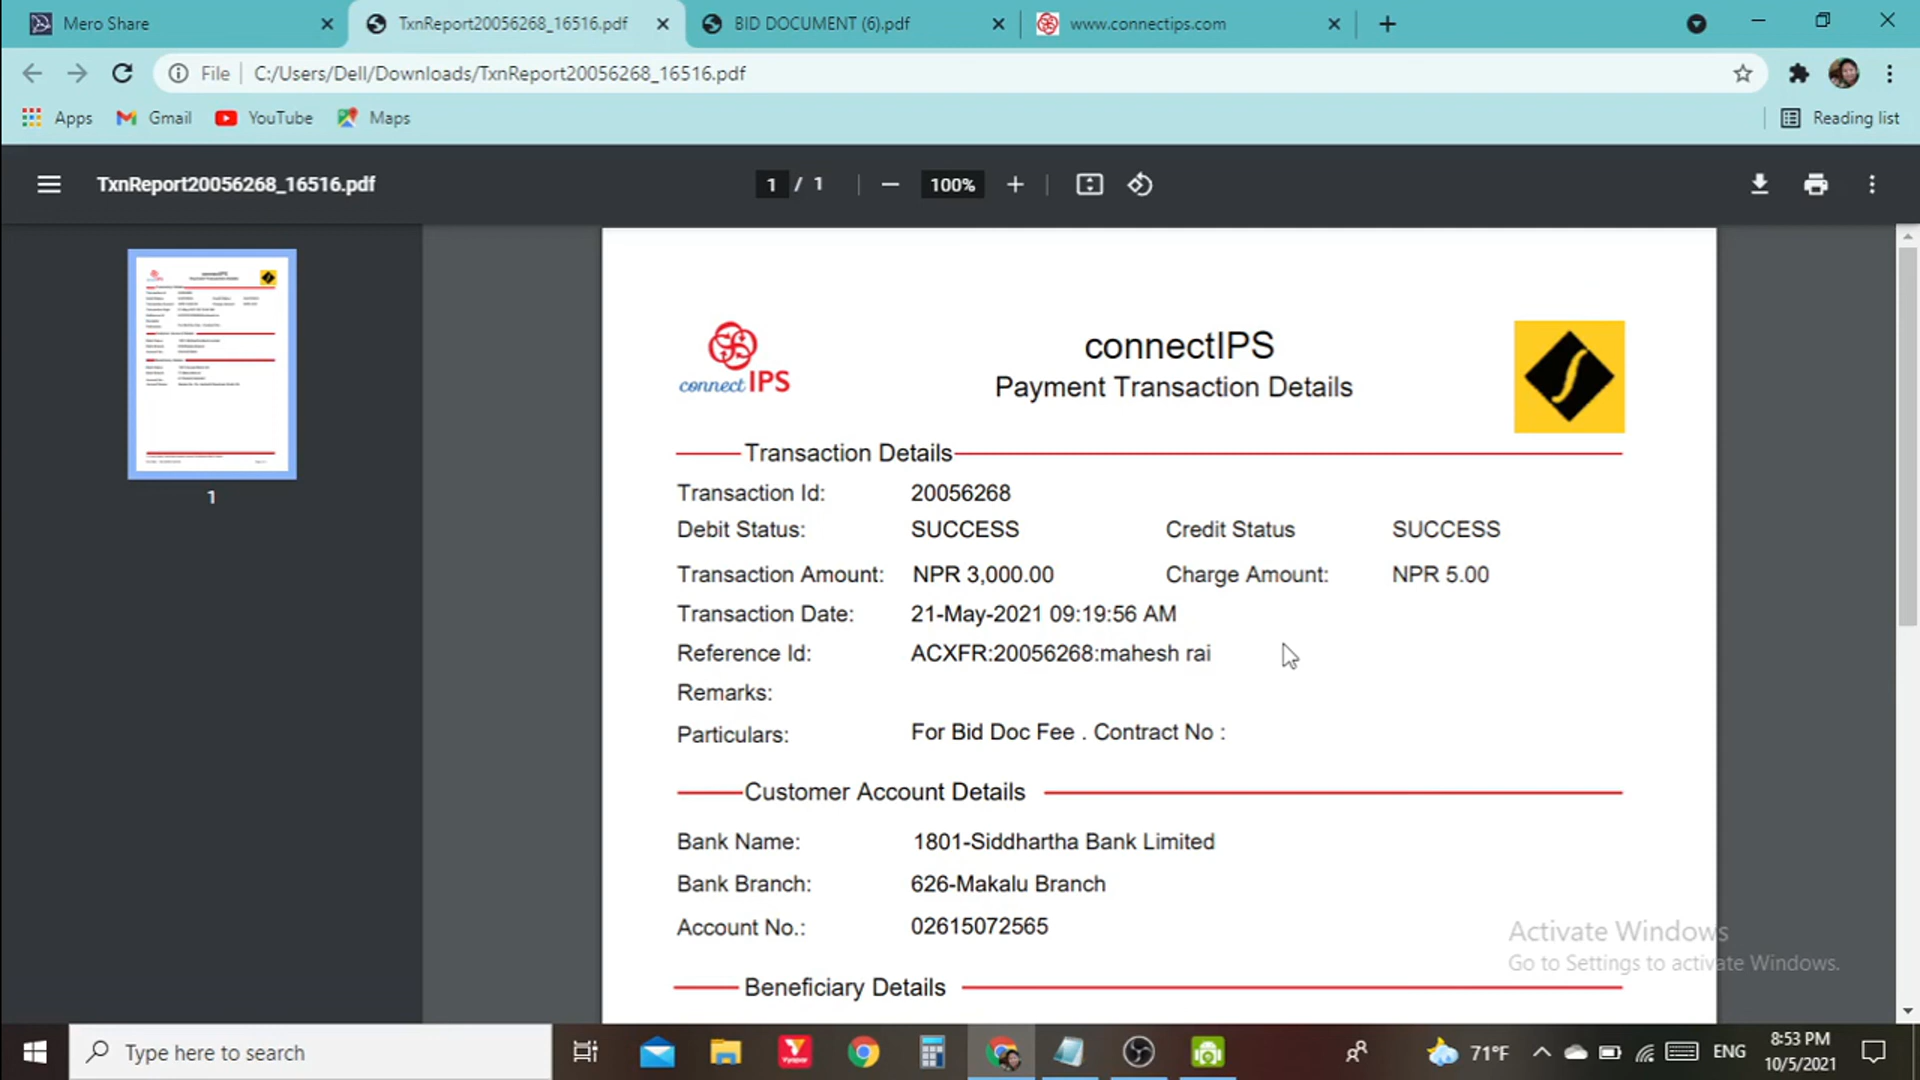 Mero Share
TxnReport20056268_16516.pdf
BID DOCUMENT (6).pdf
www.connectips.com
File
C:/Users/Dell/Downloads/TxnReport20056268_16516.pdf
Apps
Gmail
YouTube
Maps
Reading list
TxnReport20056268_16516.pdf
1 / 1
100%
1
connect IPS
connectIPS
Payment Transaction Details
Transaction Details
Transaction Id: 20056268
Debit Status: SUCCESS Credit Status SUCCESS
Transaction Amount: NPR 3,000.00 Charge Amount: NPR 5.00
Transaction Date: 21-May-2021 09:19:56 AM
Reference Id: ACXFR:20056268:mahesh rai
Remarks:
Particulars: For Bid Doc Fee . Contract No :
Customer Account Details
Bank Name: 1801-Siddhartha Bank Limited
Bank Branch: 626-Makalu Branch
Account No.: 02615072565
Beneficiary Details
Activate Windows
Go to Settings to activate Windows.
Type here to search
71°F
ENG
8:53 PM
10/5/2021